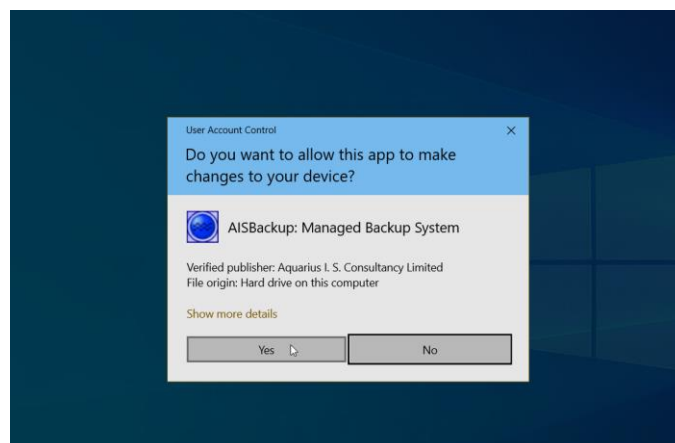 User Account Control
Do you want to allow this app to make
changes to your device?
AISBackup: Managed Backup System
Verified publisher: Aquarius I. S. Consultancy Limited
File origin: Hard drive on this computer
Show more details
Yes
No